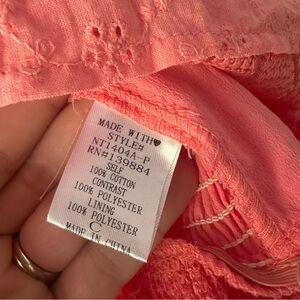 MADE WITH♥
STYLE#
NT1404A-P
RN#139884
SELF
100% COTTON
CONTRAST
100% POLYESTER
LINING
100% POLYESTER
C
MADE IN CHINA